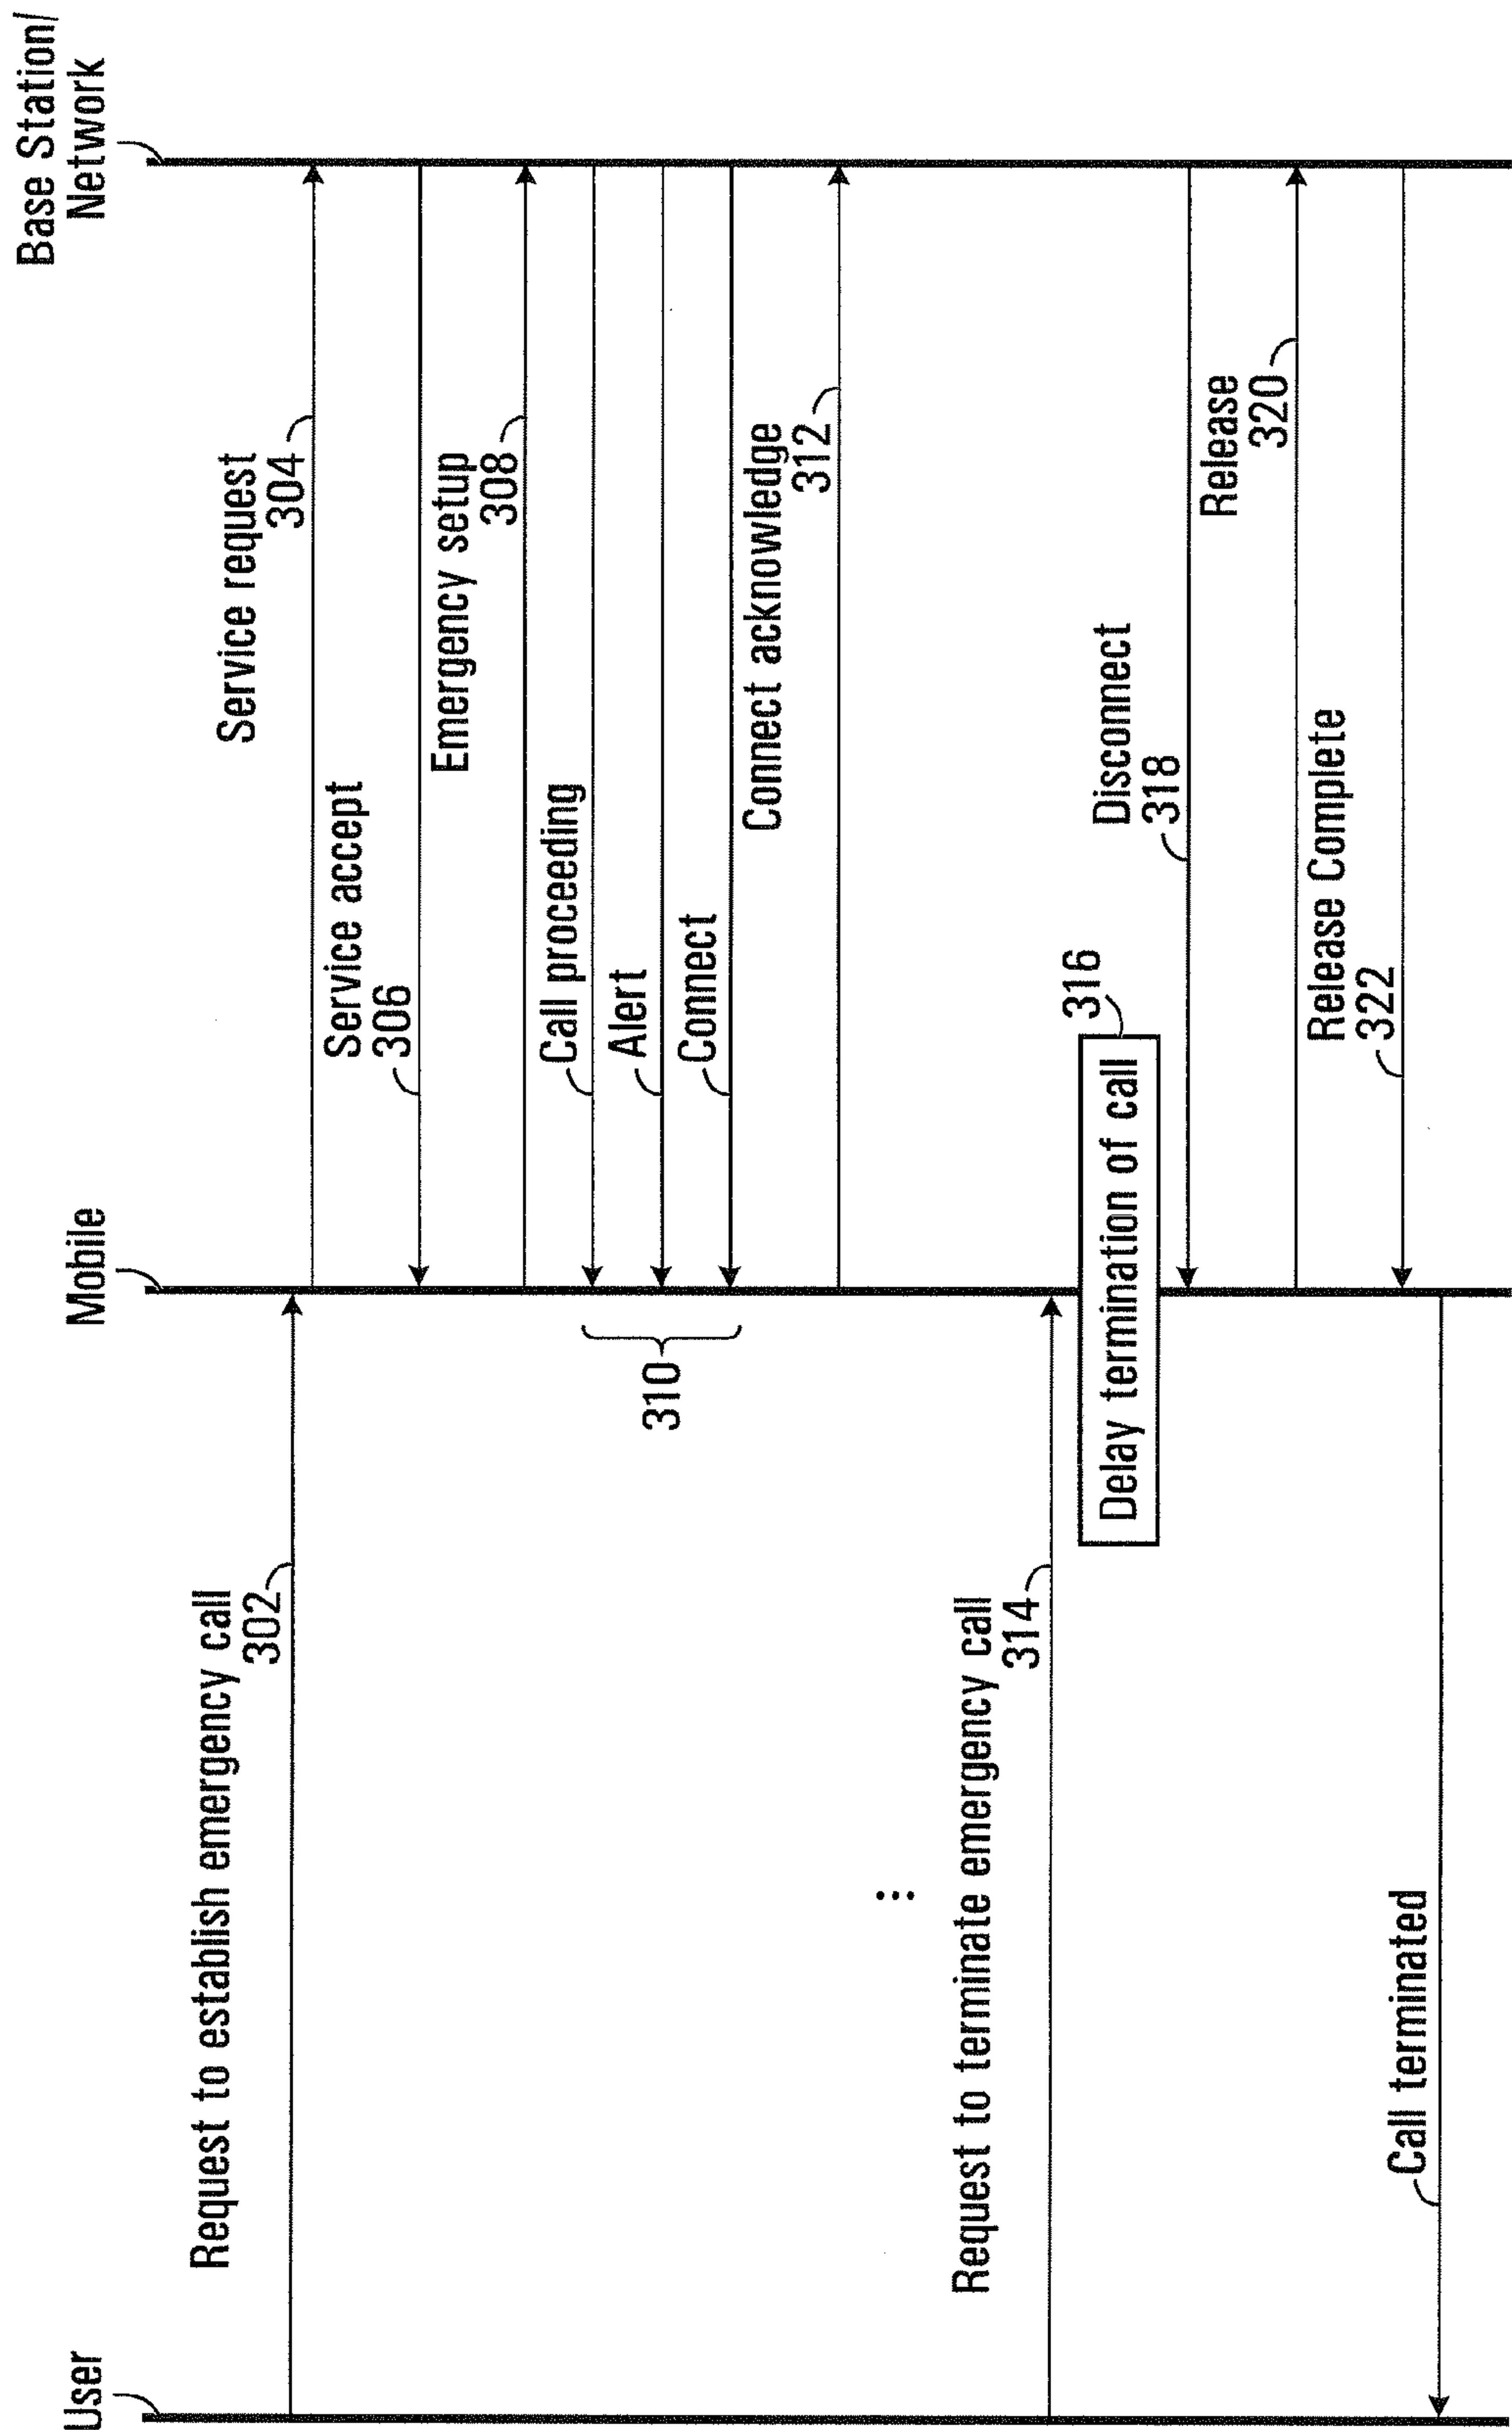 User
Mobile
Base Station/
Network
Request to establish emergency call
302
Service request
304
Service accept
306
Emergency setup
308
Call proceeding
Alert
Connect
310
Connect acknowledge
312
⋮
Request to terminate emergency call
314
Delay termination of call
316
Disconnect
318
Release
320
Release Complete
322
Call terminated